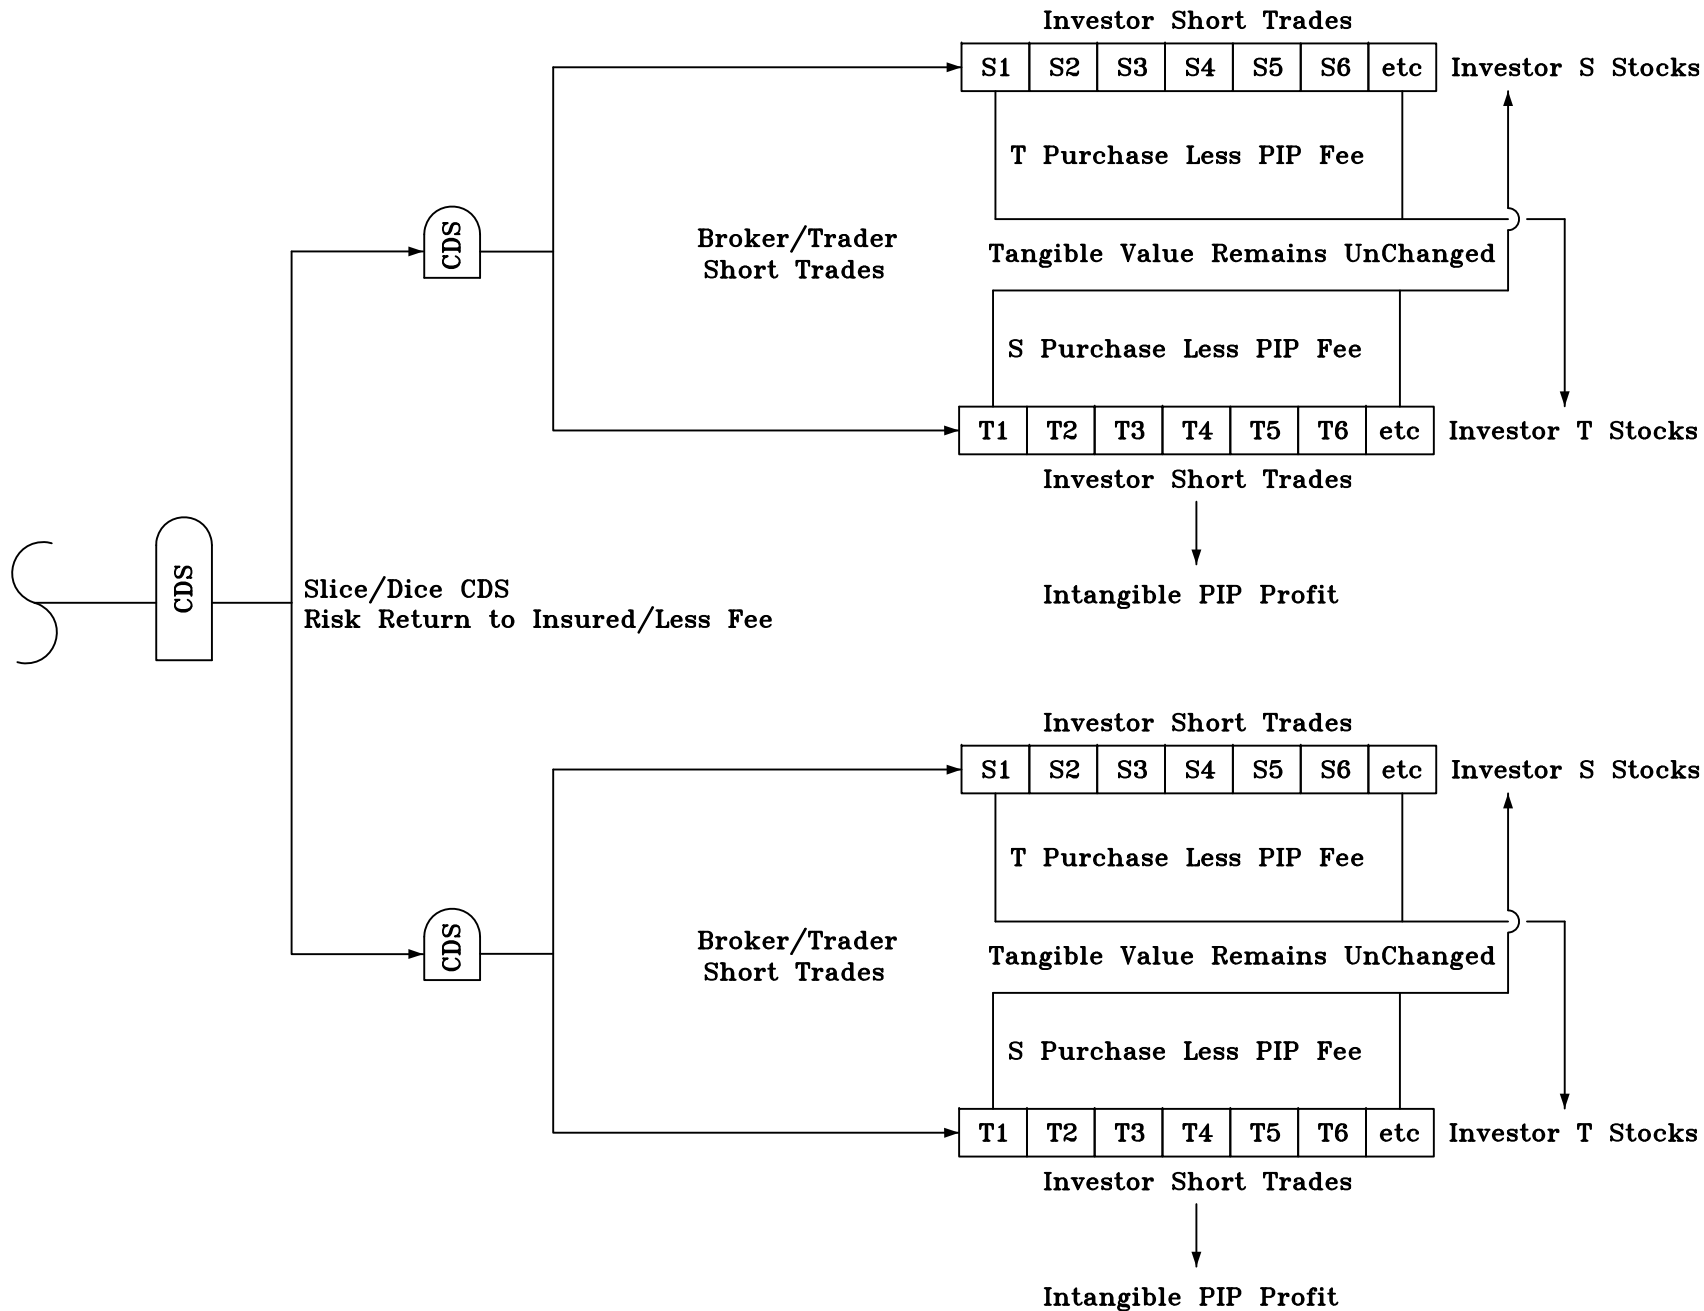 Investor Short Trades
S1 S2 S3 S4 S5 S6 etc Investor S Stocks
T Purchase Less PIP Fee
CDS
Broker/Trader
Short Trades
Tangible Value Remains UnChanged
S Purchase Less PIP Fee
T1 T2 T3 T4 T5 T6 etc Investor T Stocks
Investor Short Trades
Intangible PIP Profit
CDS
Slice/Dice CDS
Risk Return to Insured/Less Fee
Investor Short Trades
S1 S2 S3 S4 S5 S6 etc Investor S Stocks
T Purchase Less PIP Fee
CDS
Broker/Trader
Short Trades
Tangible Value Remains UnChanged
S Purchase Less PIP Fee
T1 T2 T3 T4 T5 T6 etc Investor T Stocks
Investor Short Trades
Intangible PIP Profit